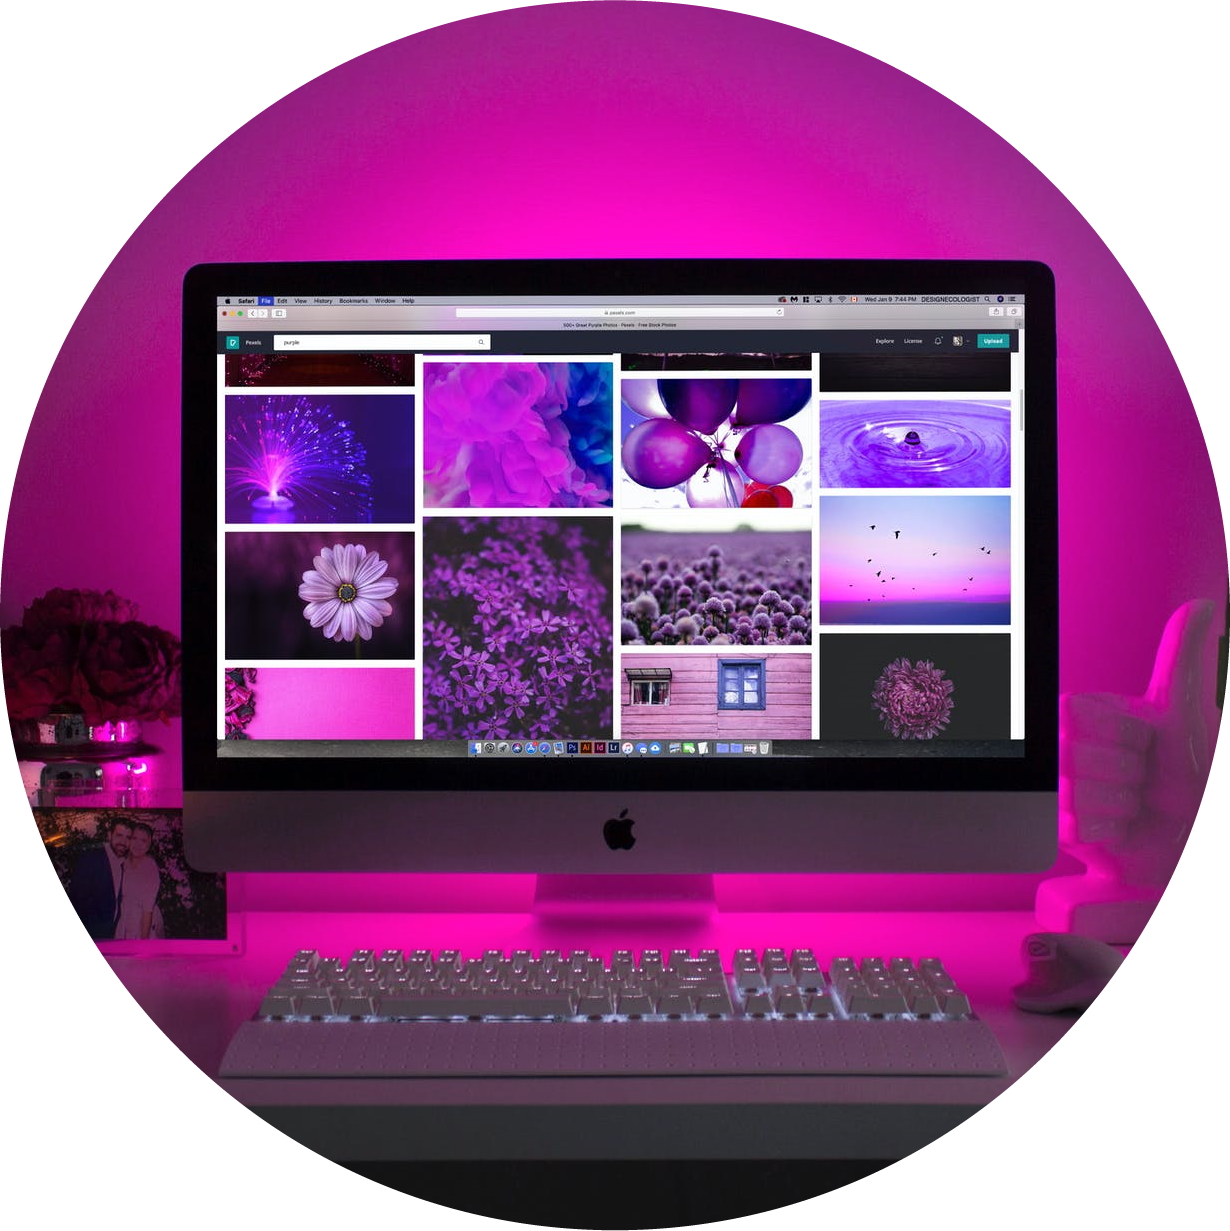 Safari File Edit View History Bookmarks Window Help
Wed Jan 9 7:44 PM DESIGNECOLOGIST
pexels.com
500+ Great Purple Photos · Pexels · Free Stock Photos
Pexels
purple
Explore License
Upload
Ps Ai Id Lr